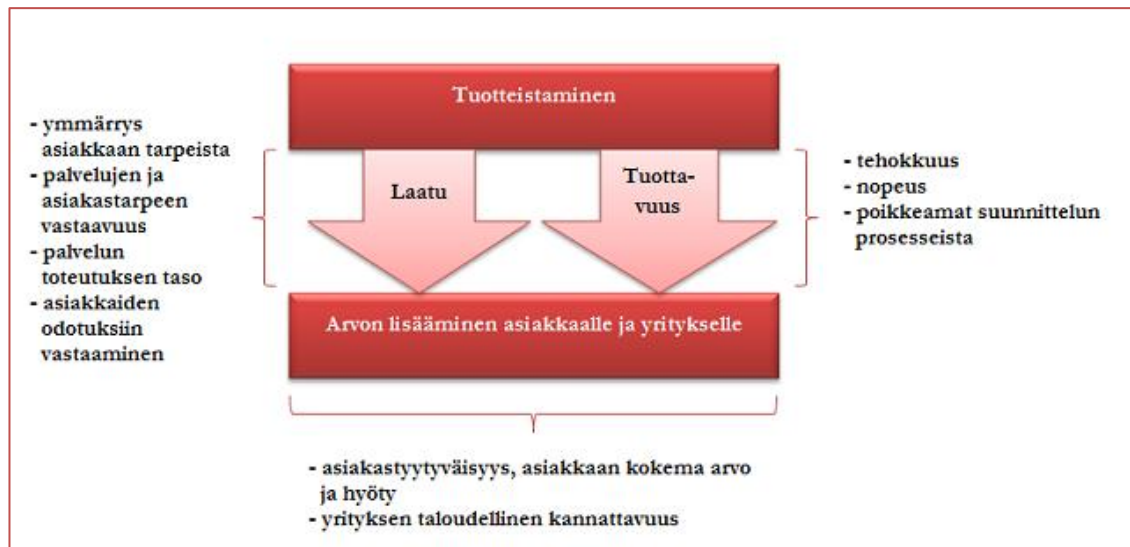 Tuotteistaminen
- ymmärrys
asiakkaan tarpeista
- palvelujen ja
asiakastarpeen
vastaavuus
- palvelun
toteutuksen taso
- asiakkaiden
odotuksiin
vastaaminen
Laatu
Tuotta-
vuus
- tehokkuus
- nopeus
- poikkeamat suunnittelun
prosesseista
Arvon lisääminen asiakkaalle ja yritykselle
- asiakastyytyväisyys, asiakkaan kokema arvo
ja hyöty
- yrityksen taloudellinen kannattavuus